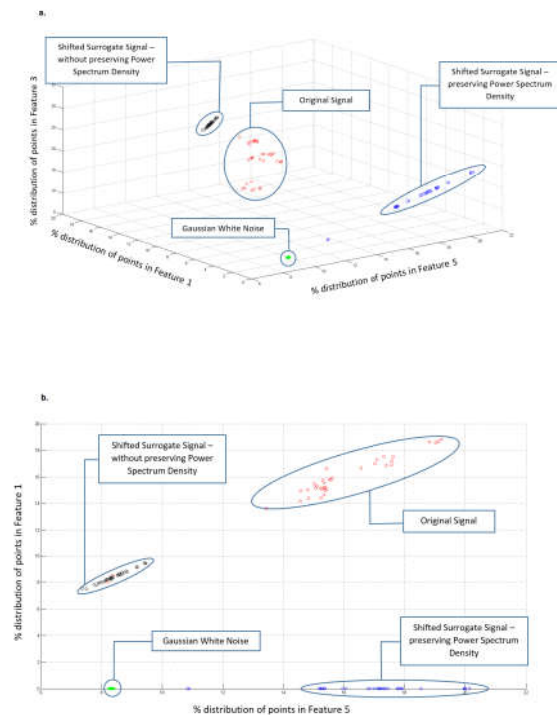 a.
Shifted Surrogate Signal –
without preserving Power
Spectrum Density
Original Signal
Shifted Surrogate Signal –
preserving Power Spectrum
Density
Gaussian White Noise
% distribution of points in Feature 3
% distribution of points in Feature 1
% distribution of points in Feature 5
b.
Shifted Surrogate Signal –
without preserving Power
Spectrum Density
Original Signal
Gaussian White Noise
Shifted Surrogate Signal –
preserving Power Spectrum
Density
% distribution of points in Feature 1
% distribution of points in Feature 5